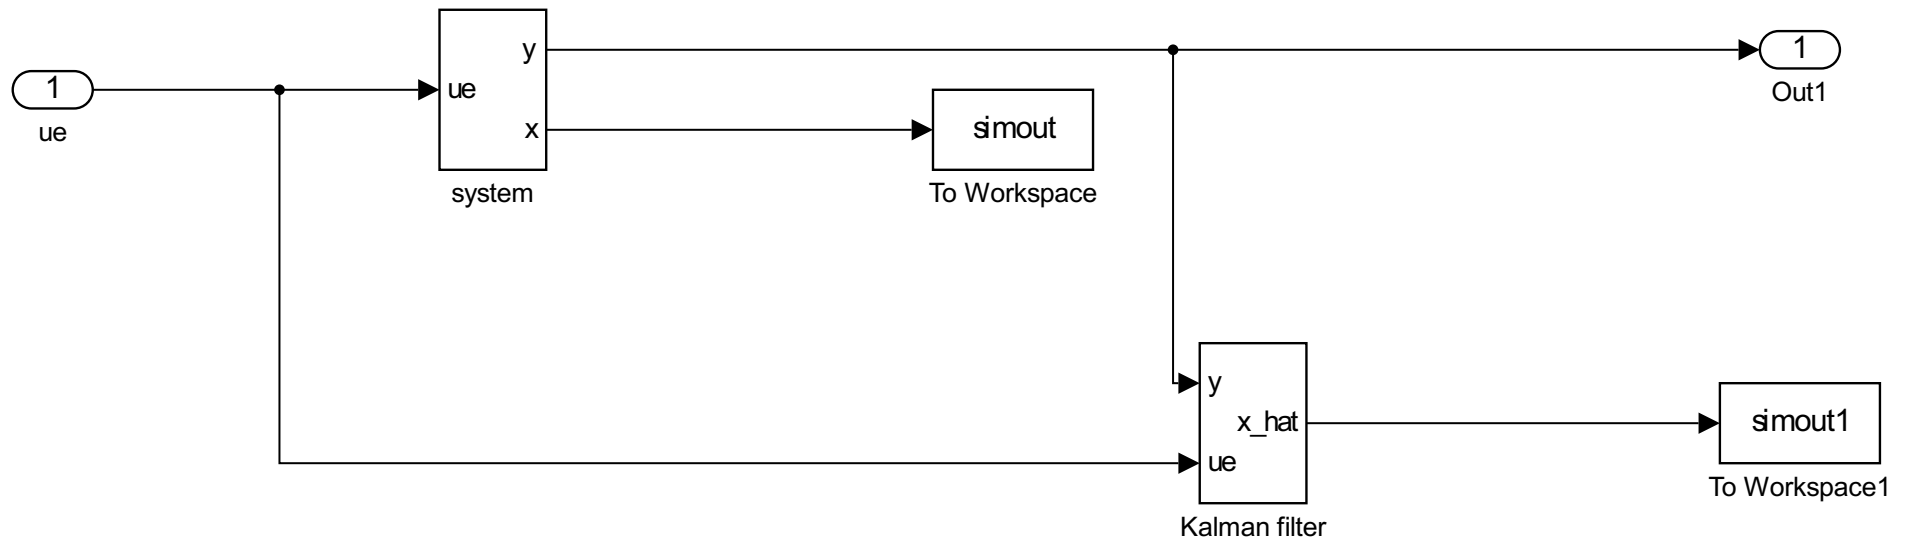 1
ue
ue
y
x
system
simout
To Workspace
1
Out1
y
x_hat
ue
Kalman filter
simout1
To Workspace1